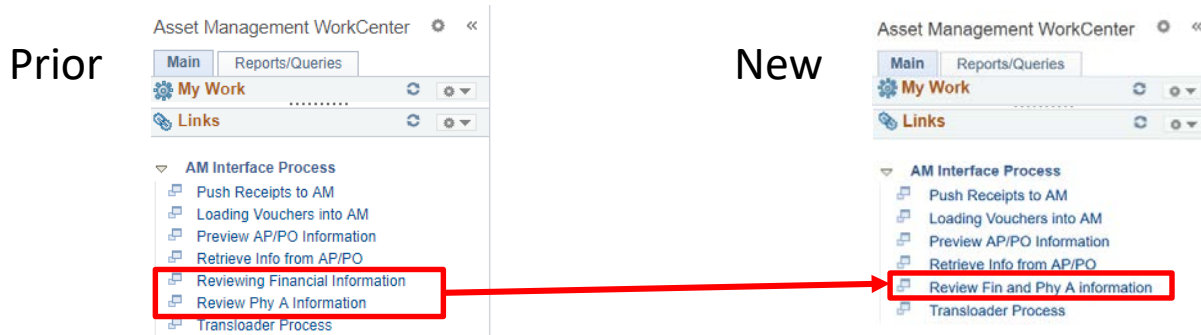 Prior
Asset Management WorkCenter
Main Reports/Queries
My Work
Links
AM Interface Process
Push Receipts to AM
Loading Vouchers into AM
Preview AP/PO Information
Retrieve Info from AP/PO
Reviewing Financial Information
Review Phy A Information
Transloader Process
New
Asset Management WorkCenter
Main Reports/Queries
My Work
Links
AM Interface Process
Push Receipts to AM
Loading Vouchers into AM
Preview AP/PO Information
Retrieve Info from AP/PO
Review Fin and Phy A information
Transloader Process